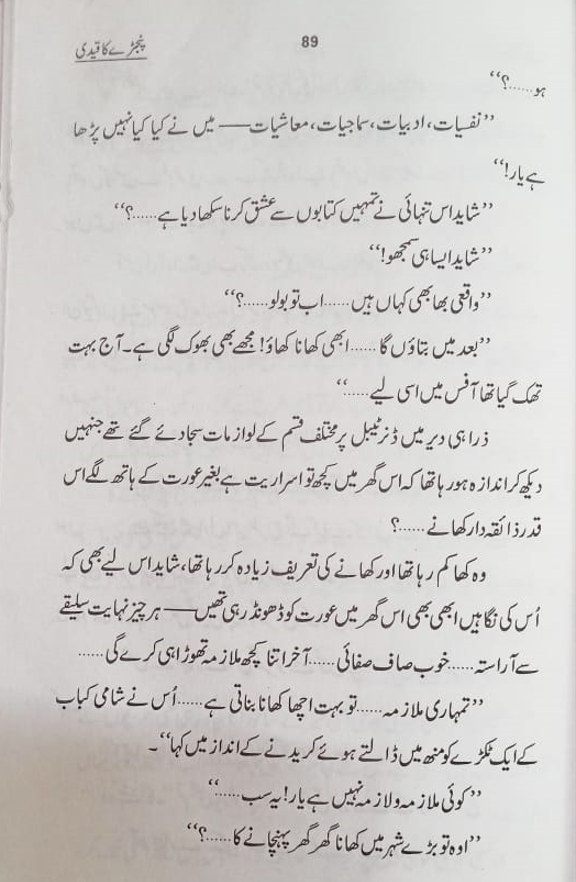 پنجڑے کا قیدی
89
ہو......؟‘‘
’’نفسیات، ادبیات، سماجیات، معاشیات— میں نے کیا کیا نہیں پڑھا
ہے یار!‘‘
’’شاید اس تنہائی نے تمہیں کتابوں سے عشق کرنا سکھا دیا ہے......؟‘‘
’’شاید ایسا ہی سمجھو!‘‘
’’واقعی بھابھی کہاں ہیں......اب تو بولو......؟‘‘
’’بعد میں بتاؤں گا......ابھی کھانا کھاؤ! مجھے بھی بھوک لگی ہے۔ آج بہت
تھک گیا تھا آفس میں اسی لیے......‘‘
ذرا ہی دیر میں ڈنر ٹیبل پر مختلف قسم کے لوازمات سجا دئے گئے تھے جنہیں
دیکھ کر اندازہ ہو رہا تھا کہ اس گھر میں کچھ تو اسراریت ہے بغیر عورت کے ہاتھ لگے اس
قدر ذائقہ دار کھانے......؟
وہ کھا کم رہا تھا اور کھانے کی تعریف زیادہ کر رہا تھا، شاید اس لیے بھی کہ
اُس کی نگاہیں ابھی بھی اس گھر میں عورت کو ڈھونڈ رہی تھیں— ہر چیز نہایت سلیقے
سے آراستہ......خوب صاف صفائی......آخر اتنا کچھ ملازمہ تھوڑا ہی کرے گی......
’’تمہاری ملازمہ......تو بہت اچھا کھانا بناتی ہے......اُس نے شامی کباب
کے ایک ٹکڑے کو منھ میں ڈالتے ہوئے کریدنے کے انداز میں کہا‘‘۔
’’کوئی ملازمہ ولازمہ نہیں ہے یار! یہ سب......‘‘
’’اوہ تو بڑے شہر میں کھانا گھر گھر پہنچانے کا......؟‘‘